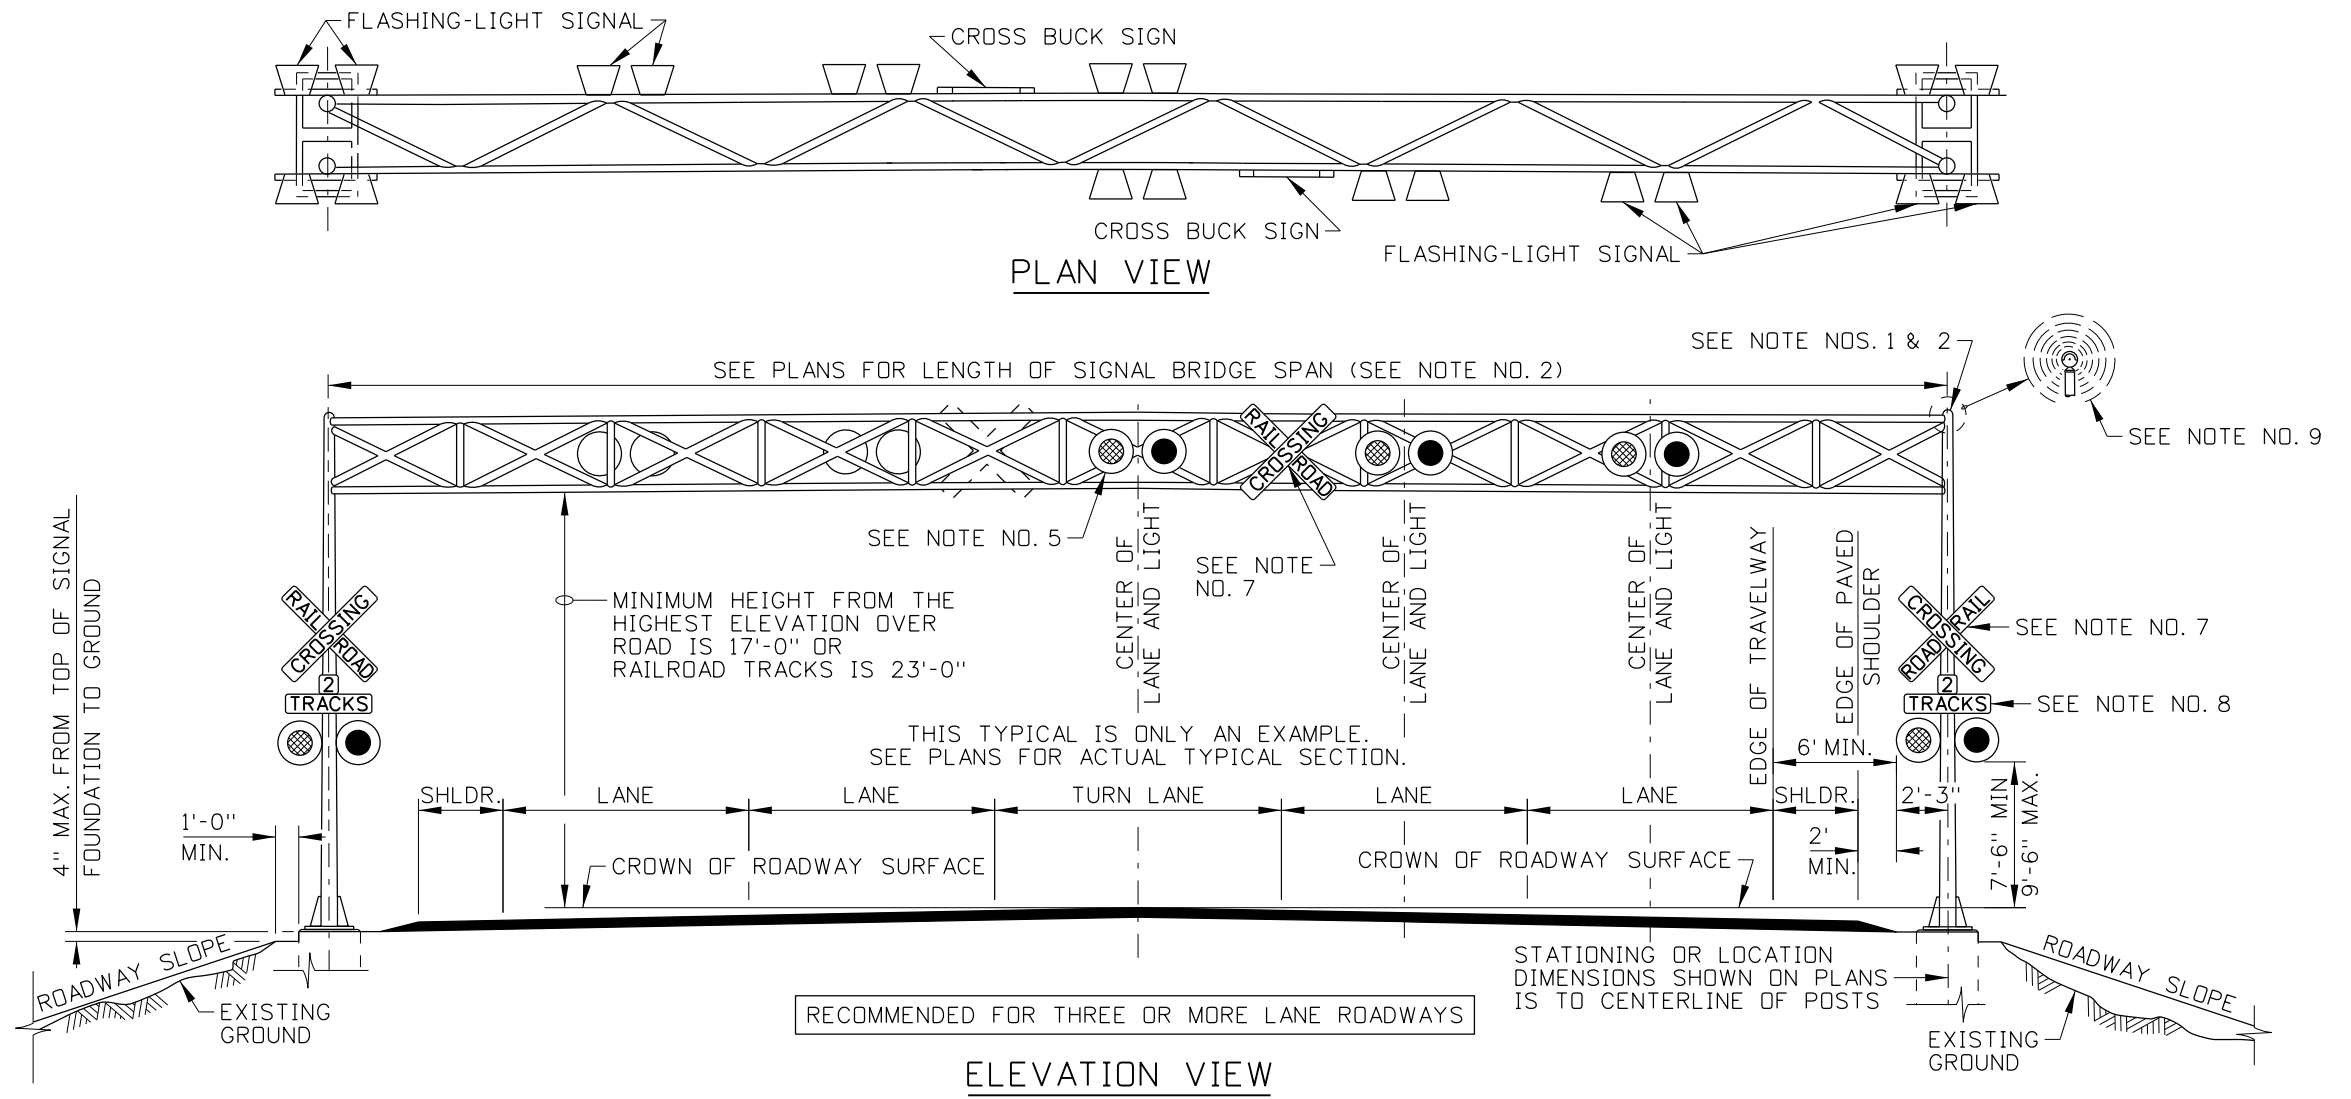 FLASHING-LIGHT SIGNAL
CROSS BUCK SIGN
CROSS BUCK SIGN
FLASHING-LIGHT SIGNAL
PLAN VIEW
SEE NOTE NOS. 1 & 2
SEE PLANS FOR LENGTH OF SIGNAL BRIDGE SPAN (SEE NOTE NO. 2)
SEE NOTE NO. 9
RAIL ROAD
CROSSING
SEE NOTE NO. 5
SEE NOTE
NO. 7
CENTER OF
LANE AND LIGHT
CENTER OF
LANE AND LIGHT
CENTER OF
LANE AND LIGHT
EDGE OF TRAVELWAY
EDGE OF PAVED
SHOULDER
4" MAX. FROM TOP OF SIGNAL
FOUNDATION TO GROUND
MINIMUM HEIGHT FROM THE
HIGHEST ELEVATION OVER
ROAD IS 17'-0" OR
RAILROAD TRACKS IS 23'-0"
RAIL ROAD
CROSSING
2
TRACKS
RAIL ROAD
CROSSING
2
TRACKS
SEE NOTE NO. 7
SEE NOTE NO. 8
THIS TYPICAL IS ONLY AN EXAMPLE.
SEE PLANS FOR ACTUAL TYPICAL SECTION.
6' MIN.
SHLDR.
LANE
LANE
TURN LANE
LANE
LANE
SHLDR.
2'-3"
7'-6" MIN
9'-6" MAX.
1'-0"
MIN.
2'
MIN.
CROWN OF ROADWAY SURFACE
CROWN OF ROADWAY SURFACE
ROADWAY SLOPE
EXISTING
GROUND
STATIONING OR LOCATION
DIMENSIONS SHOWN ON PLANS
IS TO CENTERLINE OF POSTS
ROADWAY SLOPE
EXISTING
GROUND
RECOMMENDED FOR THREE OR MORE LANE ROADWAYS
ELEVATION VIEW